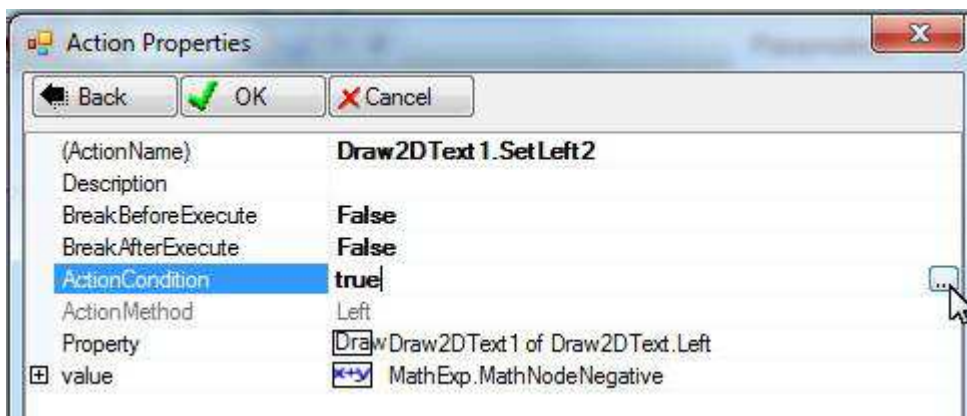 Action Properties
Back OK Cancel
(ActionName) Draw2DText1.SetLeft2
Description
BreakBeforeExecute False
BreakAfterExecute False
ActionCondition true ...
ActionMethod Left
Property Draw Draw2DText1 of Draw2DText.Left
value x+y MathExp.MathNodeNegative